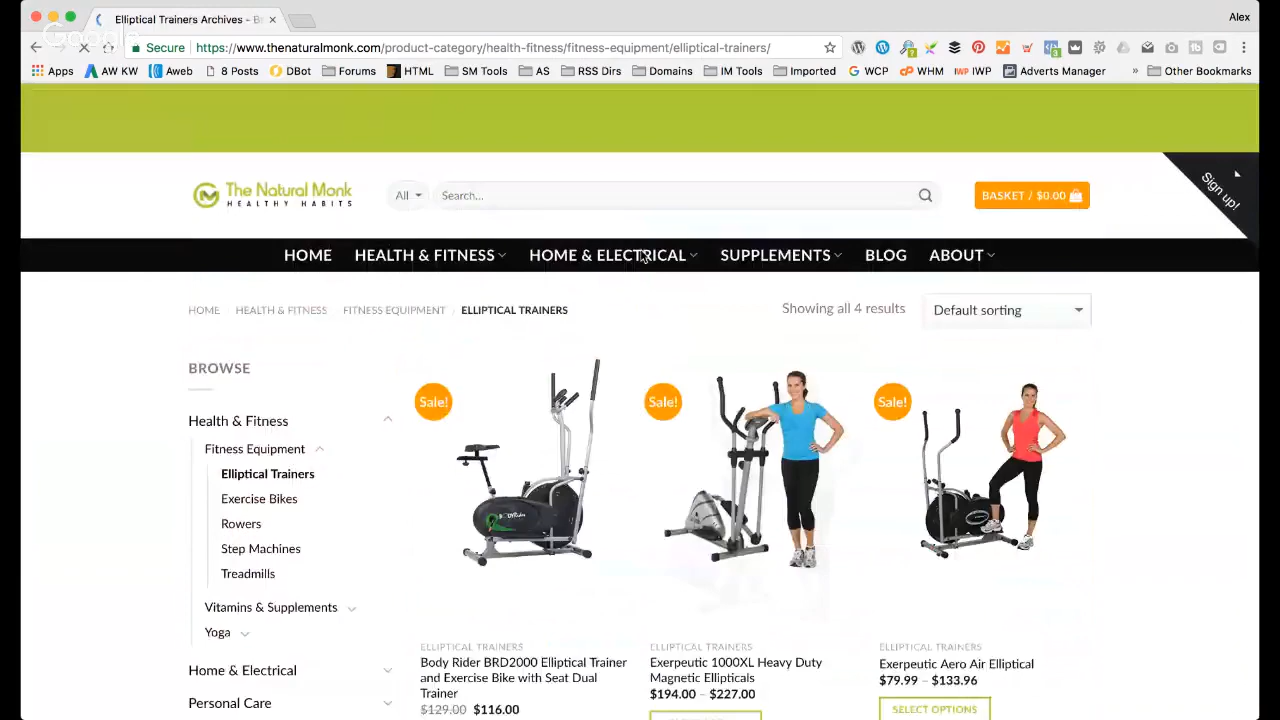 Elliptical Trainers Archives - Be
Alex
Google
Secure https://www.thenaturalmonk.com/product-category/health-fitness/fitness-equipment/elliptical-trainers/
Apps AW KW Aweb 8 Posts DBot Forums HTML SM Tools AS RSS Dirs Domains IM Tools Imported WCP WHM IWP Adverts Manager » Other Bookmarks
The Natural Monk
HEALTHY HABITS
All Search...
BASKET / $0.00
Sign up!
HOME HEALTH & FITNESS HOME & ELECTRICAL SUPPLEMENTS BLOG ABOUT
HOME / HEALTH & FITNESS / FITNESS EQUIPMENT / ELLIPTICAL TRAINERS
Showing all 4 results
Default sorting
BROWSE
Health & Fitness
Fitness Equipment
Elliptical Trainers
Exercise Bikes
Rowers
Step Machines
Treadmills
Vitamins & Supplements
Yoga
Home & Electrical
Personal Care
Sale!
Sale!
Sale!
ELLIPTICAL TRAINERS
Body Rider BRD2000 Elliptical Trainer
and Exercise Bike with Seat Dual
Trainer
$129.00 $116.00
ELLIPTICAL TRAINERS
Exerpeutic 1000XL Heavy Duty
Magnetic Ellipticals
$194.00 – $227.00
ELLIPTICAL TRAINERS
Exerpeutic Aero Air Elliptical
$79.99 – $133.96
SELECT OPTIONS